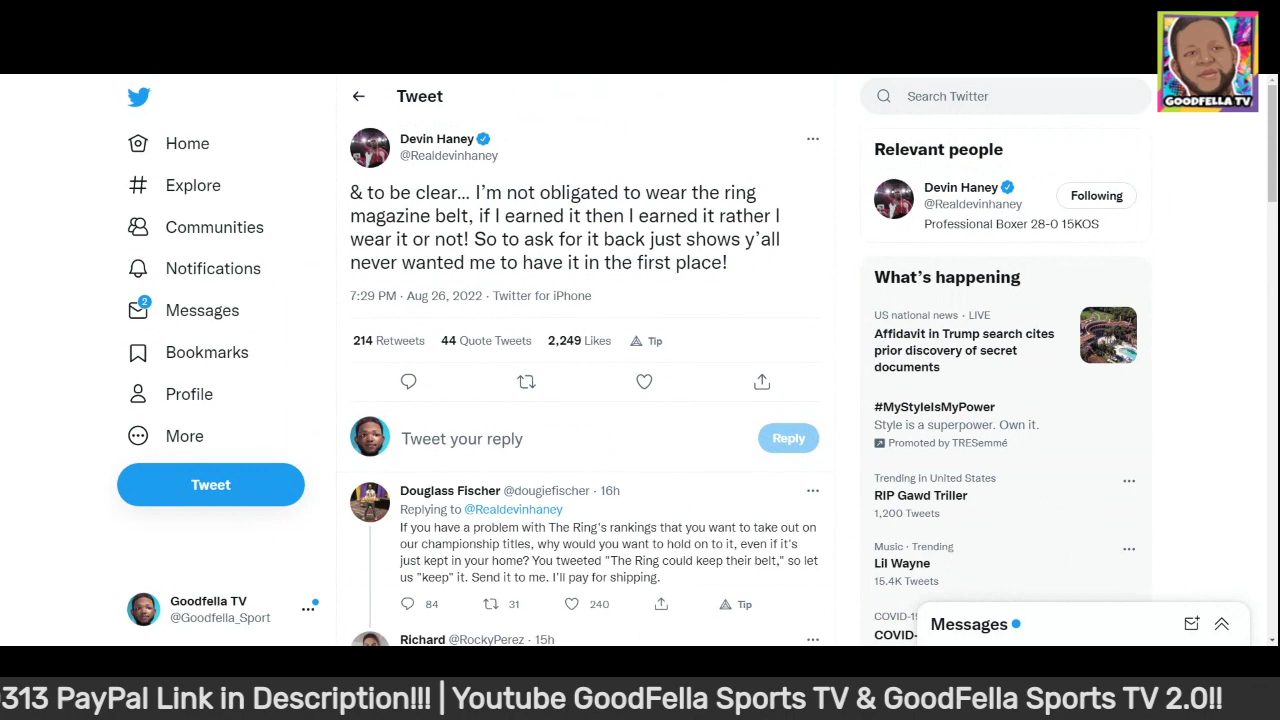 GOODFELLA TV
Home
Explore
Communities
Notifications
2
Messages
Bookmarks
Profile
More
Tweet
Goodfella TV
@Goodfella_Sport
Tweet
Devin Haney
@Realdevinhaney
& to be clear... I'm not obligated to wear the ring
magazine belt, if I earned it then I earned it rather I
wear it or not! So to ask for it back just shows y'all
never wanted me to have it in the first place!
7:29 PM · Aug 26, 2022 · Twitter for iPhone
214 Retweets 44 Quote Tweets 2,249 Likes Tip
Tweet your reply
Reply
Douglass Fischer @dougiefischer · 16h
Replying to @Realdevinhaney
If you have a problem with The Ring's rankings that you want to take out on
our championship titles, why would you want to hold on to it, even if it's
just kept in your home? You tweeted "The Ring could keep their belt," so let
us "keep" it. Send it to me. I'll pay for shipping.
84 31 240 Tip
Richard @RockyPerez · 15h
Search Twitter
Relevant people
Devin Haney
@Realdevinhaney
Following
Professional Boxer 28-0 15KOS
What's happening
US national news · LIVE
Affidavit in Trump search cites
prior discovery of secret
documents
#MyStyleIsMyPower
Style is a superpower. Own it.
Promoted by TRESemmé
Trending in United States
RIP Gawd Triller
1,200 Tweets
Music · Trending
Lil Wayne
15.4K Tweets
COVID-
Messages
313 PayPal Link in Description!!! | Youtube GoodFella Sports TV & GoodFella Sports TV 2.0!!